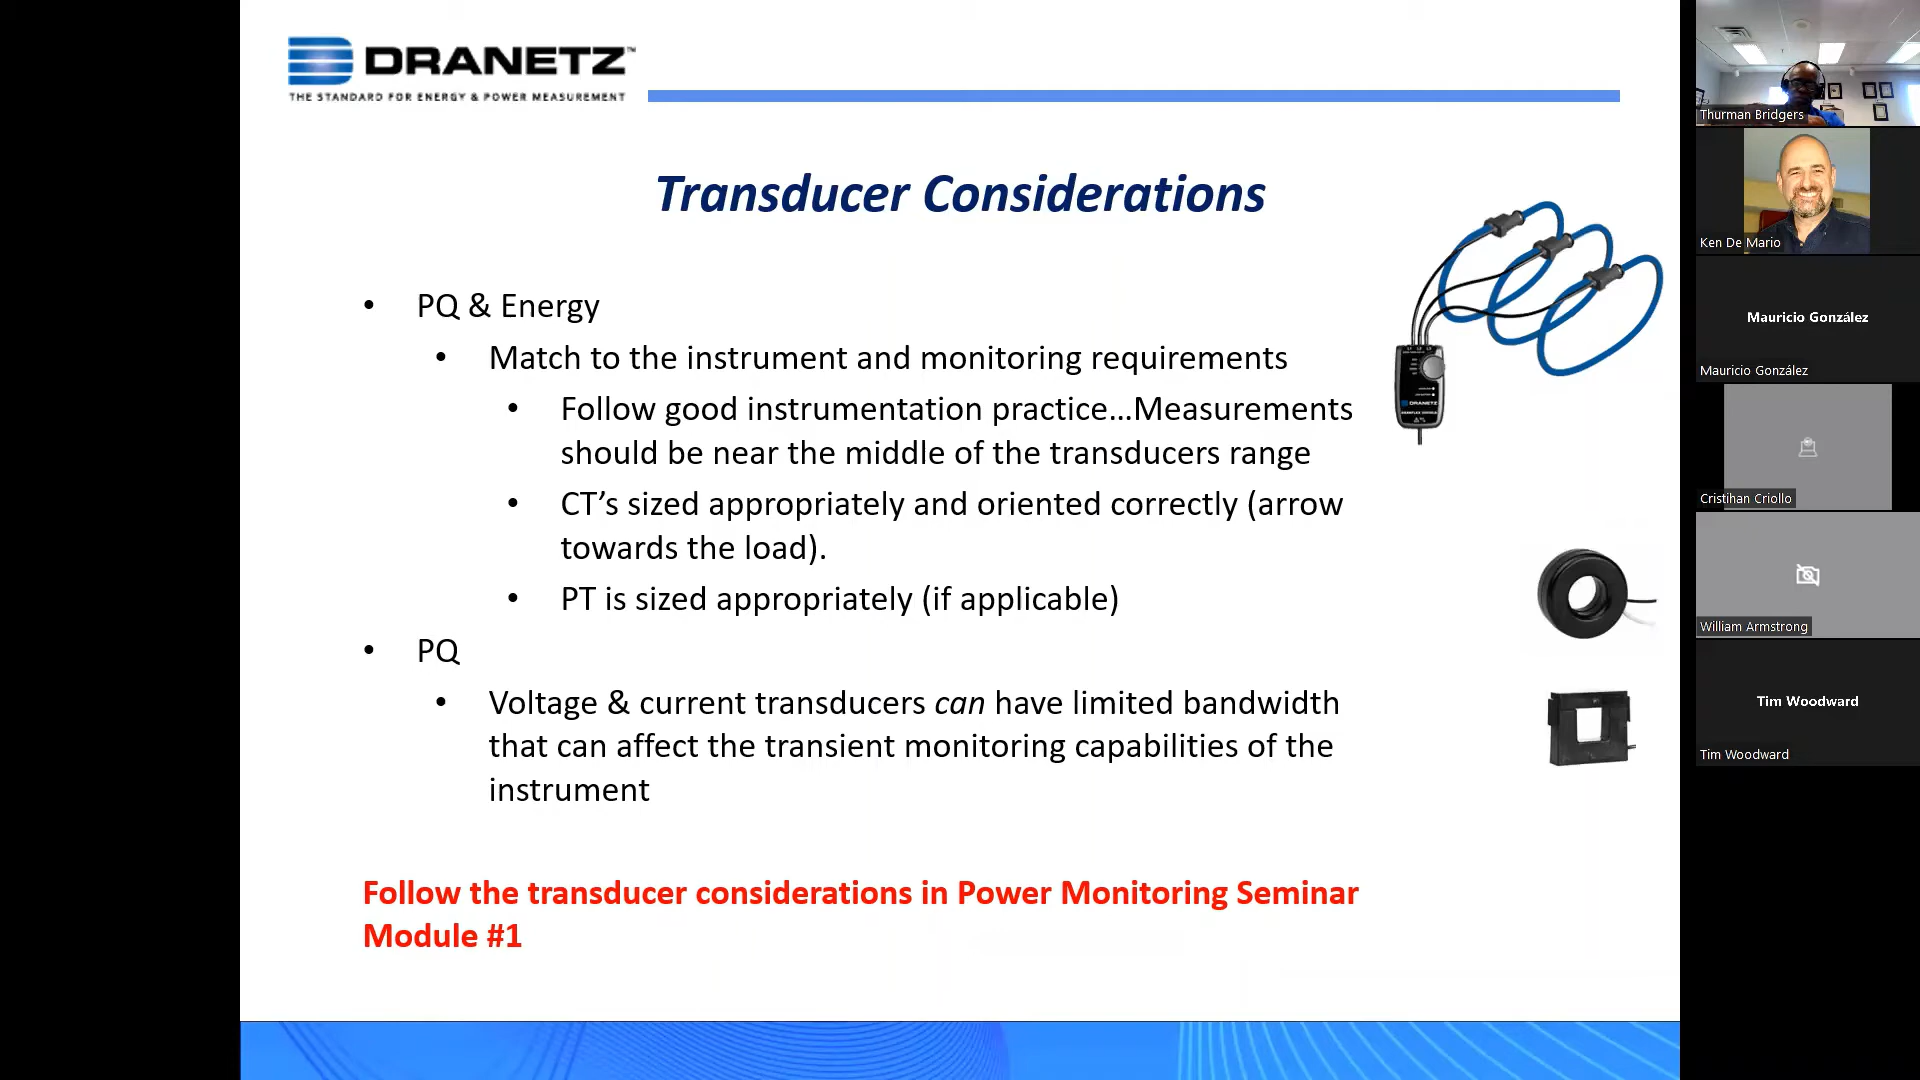 DRANETZ™
THE STANDARD FOR ENERGY & POWER MEASUREMENT
Transducer Considerations
• PQ & Energy
• Match to the instrument and monitoring requirements
• Follow good instrumentation practice...Measurements
should be near the middle of the transducers range
• CT’s sized appropriately and oriented correctly (arrow
towards the load).
• PT is sized appropriately (if applicable)
• PQ
• Voltage & current transducers can have limited bandwidth
that can affect the transient monitoring capabilities of the
instrument
Follow the transducer considerations in Power Monitoring Seminar
Module #1
DRANETZ
Thurman Bridgers
Ken De Mario
Mauricio González
Mauricio González
Cristihan Criollo
William Armstrong
Tim Woodward
Tim Woodward